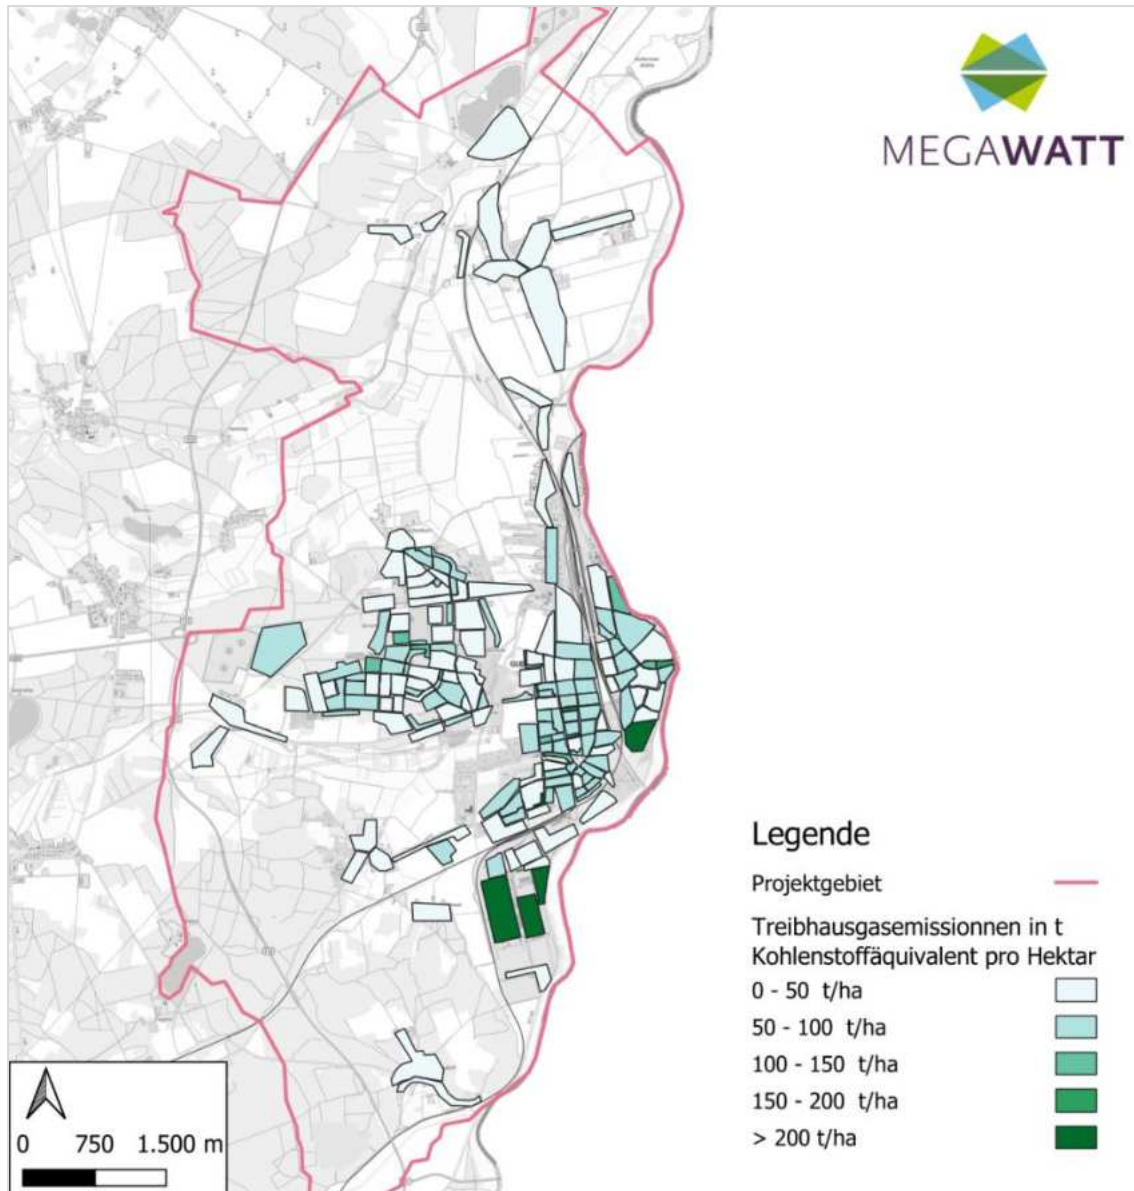 MEGAWATT
Legende
Projektgebiet
Treibhausgasemissionnen in t
Kohlenstoffäquivalent pro Hektar
0 - 50 t/ha
50 - 100 t/ha
100 - 150 t/ha
150 - 200 t/ha
> 200 t/ha
0 750 1.500 m